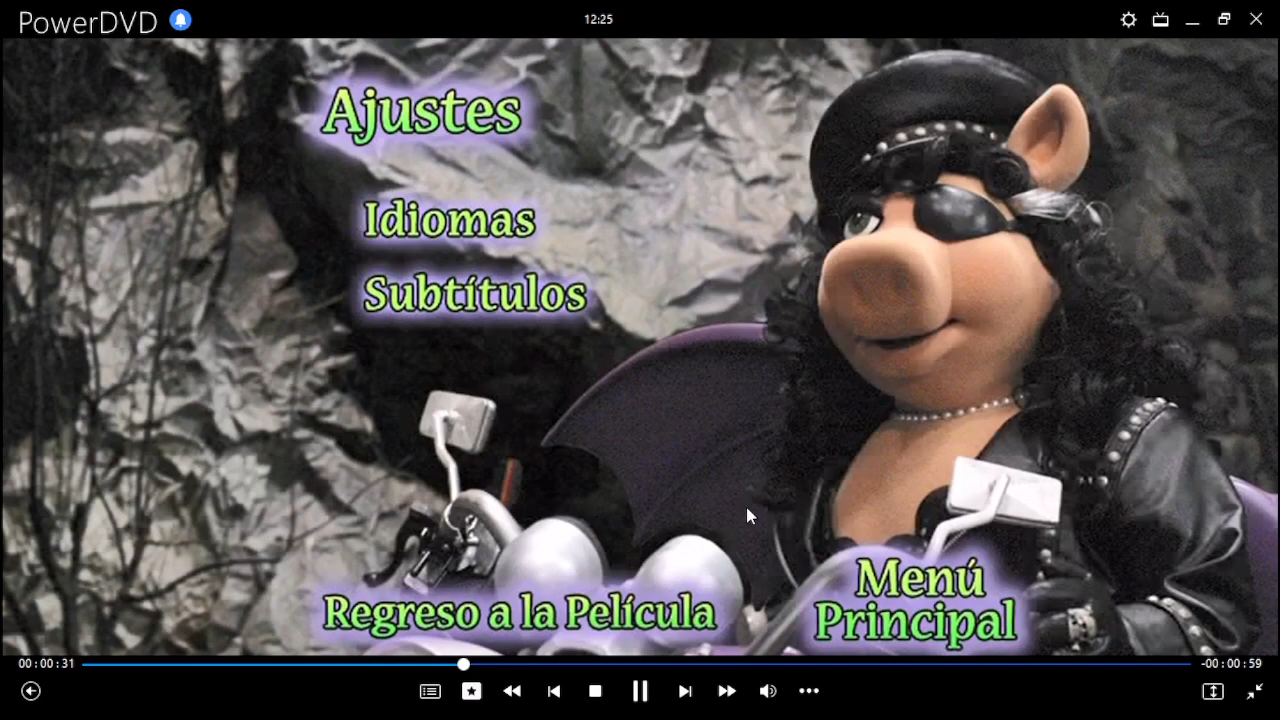 PowerDVD
12:25
Ajustes
Idiomas
Subtítulos
Regreso a la Película
Menú
Principal
00:00:31
-00:00:59